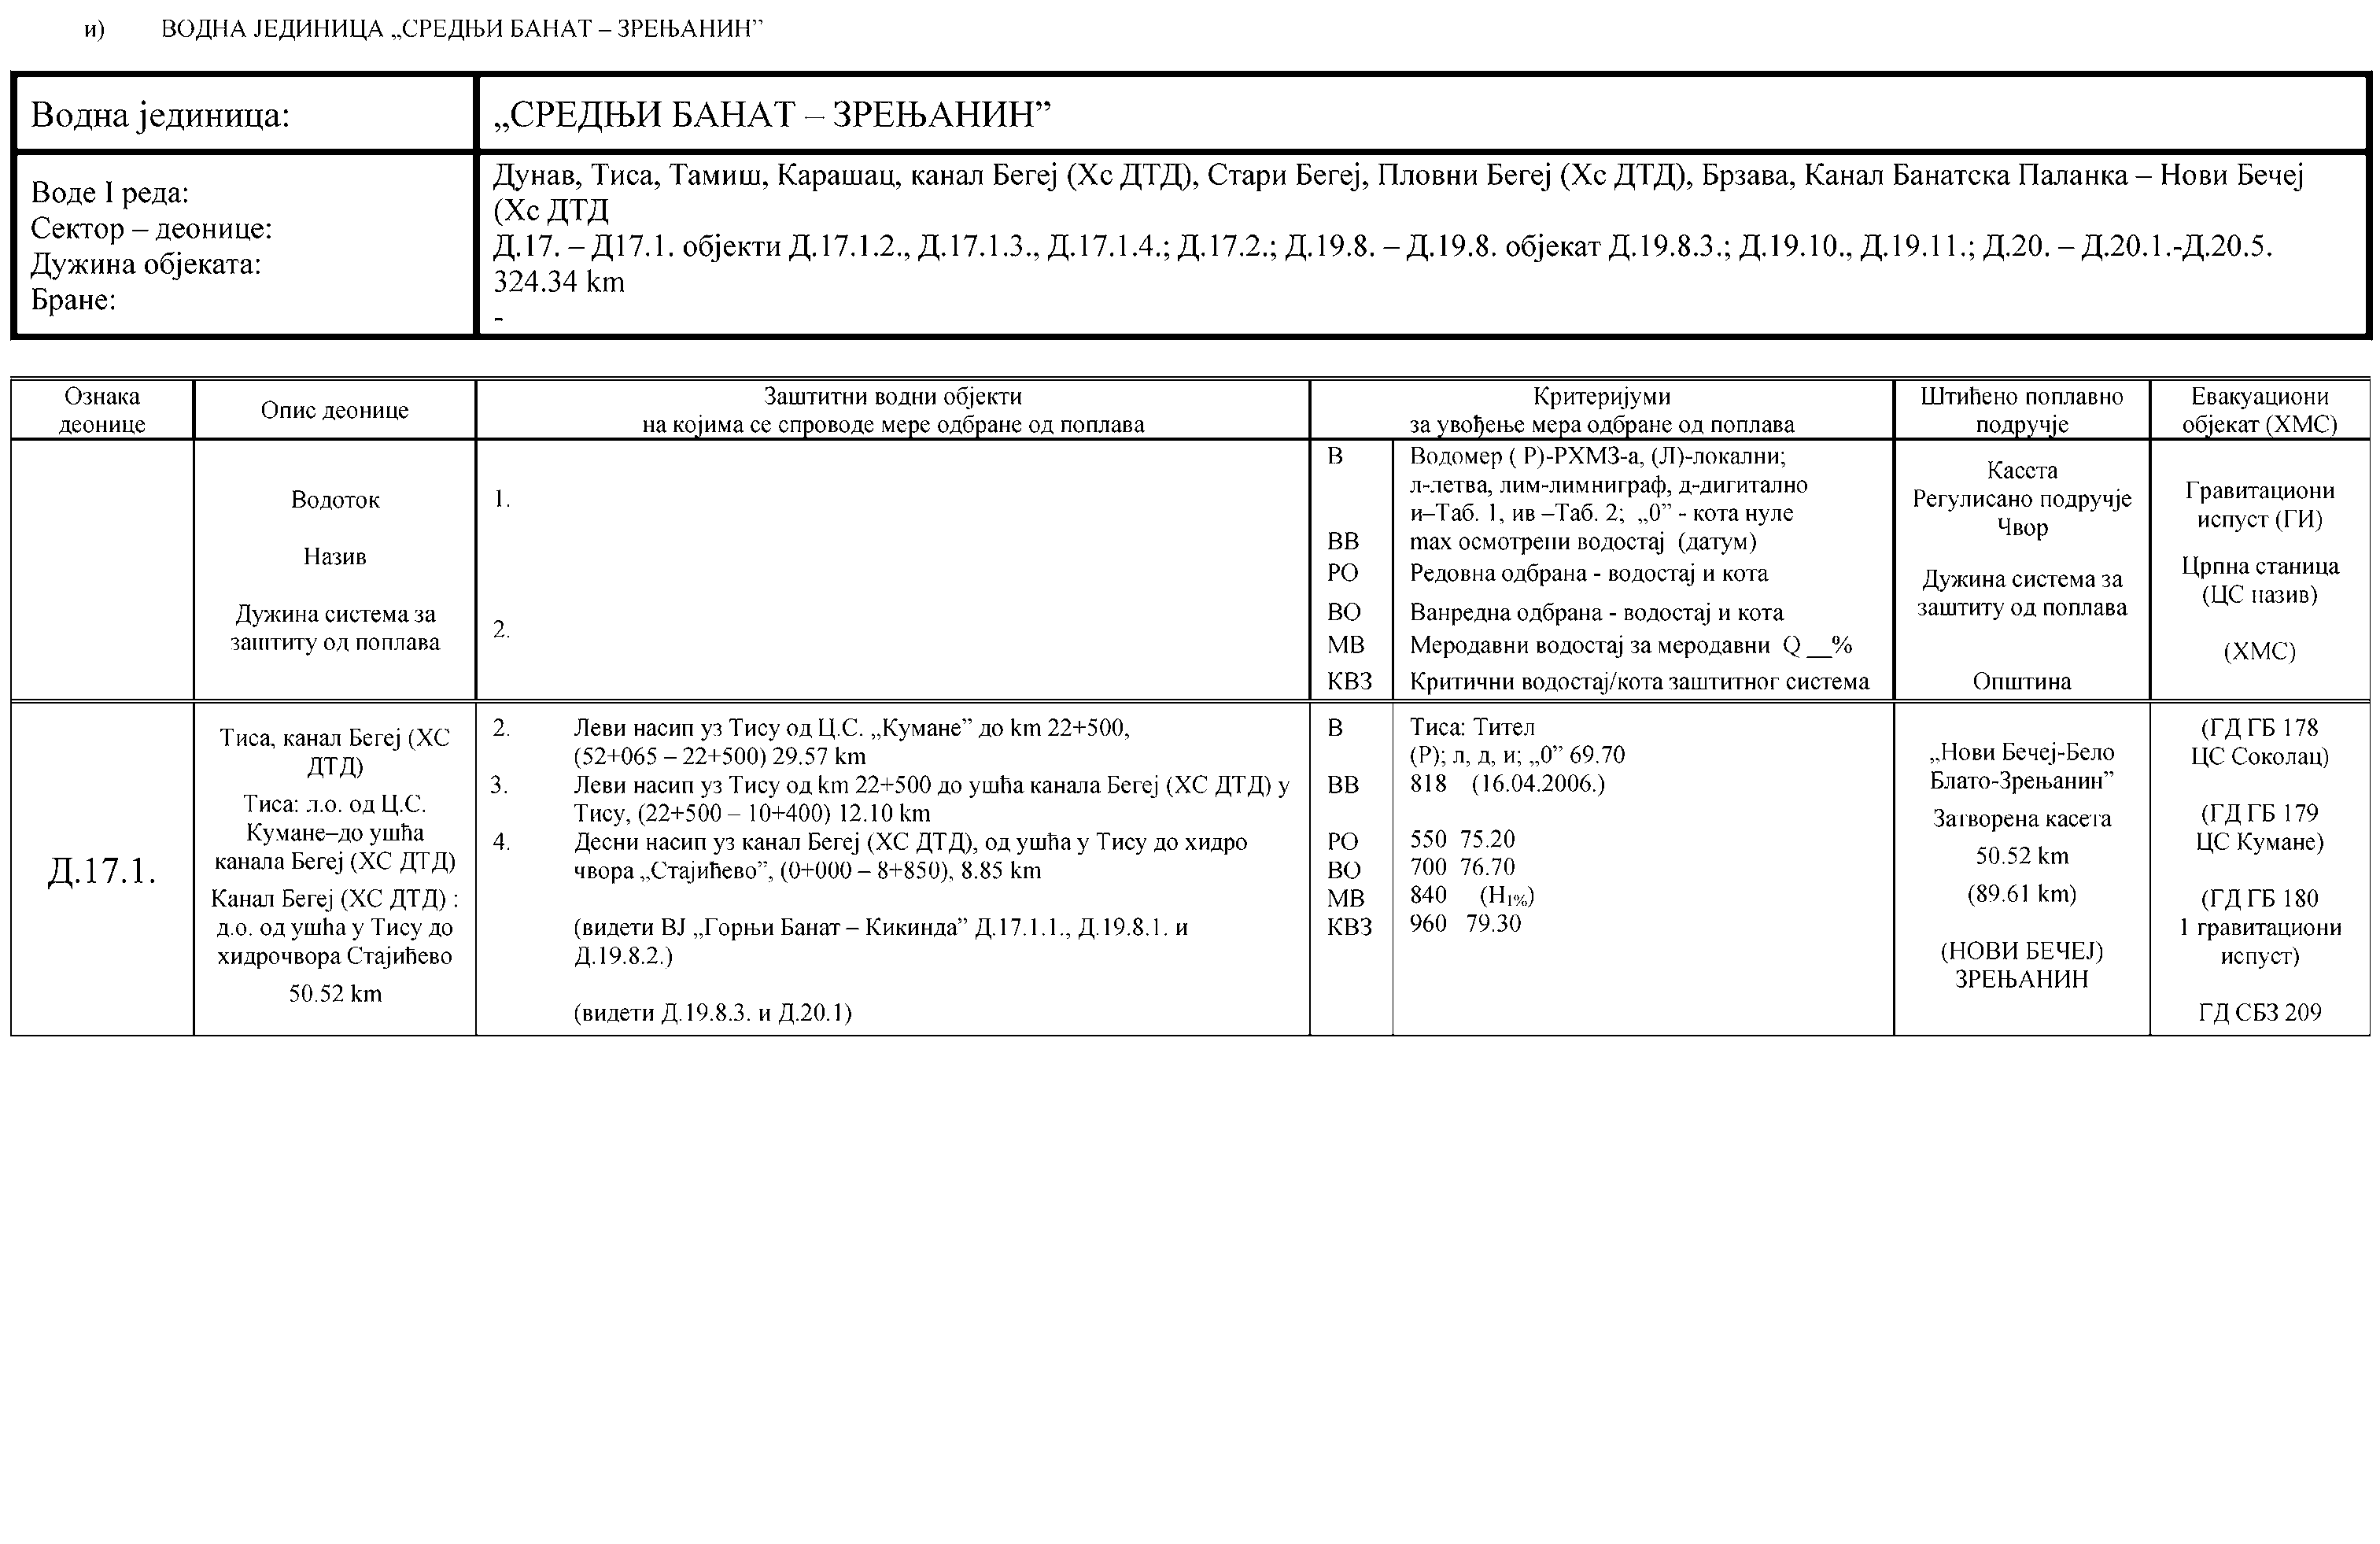 и) ВОДНА ЈЕДИНИЦА „СРЕДЊИ БАНАТ – ЗРЕЊАНИН”
Водна јединица:
„СРЕДЊИ БАНАТ – ЗРЕЊАНИН”
Воде I реда:
Сектор – деонице:
Дужина објеката:
Бране:
Дунав, Тиса, Тамиш, Карашац, канал Бегеј (Хс ДТД), Стари Бегеј, Пловни Бегеј (Хс ДТД), Брзава, Канал Банатска Паланка – Нови Бечеј
(Хс ДТД
Д.17. – Д17.1. објекти Д.17.1.2., Д.17.1.3., Д.17.1.4.; Д.17.2.; Д.19.8. – Д.19.8. објекат Д.19.8.3.; Д.19.10., Д.19.11.; Д.20. – Д.20.1.-Д.20.5.
324.34 km
-
Ознака
деонице
Опис деонице
Заштитни водни објекти
на којима се спроводе мере одбране од поплава
Критеријуми
за увођење мера одбране од поплава
Штићено поплавно
подручје
Евакуациони
објекат (ХМС)
Водоток
Назив
Дужина система за
заштиту од поплава
1.
2.
В Водомер ( Р)-РХМЗ-а, (Л)-локални;
л-летва, лим-лимниграф, д-дигитално
и–Таб. 1, ив –Таб. 2; „0” - кота нуле
ВВ max осмотрени водостај (датум)
РО Редовна одбрана - водостај и кота
ВО Ванредна одбрана - водостај и кота
МВ Меродавни водостај за меродавни Q __%
КВЗ Критични водостај/кота заштитног система
Касета
Регулисано подручје
Чвор
Дужина система за
заштиту од поплава
Општина
Гравитациони
испуст (ГИ)
Црпна станица
(ЦС назив)
(ХМС)
Д.17.1.
Тиса, канал Бегеј (ХС
ДТД)
Тиса: л.о. од Ц.С.
Кумане–до ушћа
канала Бегеј (ХС ДТД)
Канал Бегеј (ХС ДТД) :
д.о. од ушћа у Тису до
хидрочвора Стајићево
50.52 km
2. Леви насип уз Тису од Ц.С. „Кумане” до km 22+500,
(52+065 – 22+500) 29.57 km
3. Леви насип уз Тису од km 22+500 до ушћа канала Бегеј (ХС ДТД) у
Тису, (22+500 – 10+400) 12.10 km
4. Десни насип уз канал Бегеј (ХС ДТД), од ушћа у Тису до хидро
чвора „Стајићево”, (0+000 – 8+850), 8.85 km
(видети ВЈ „Горњи Банат – Кикинда” Д.17.1.1., Д.19.8.1. и
Д.19.8.2.)
(видети Д.19.8.3. и Д.20.1)
В Тиса: Тител
(Р); л, д, и; „0” 69.70
ВВ 818 (16.04.2006.)
РО 550 75.20
ВО 700 76.70
МВ 840 (H1%)
КВЗ 960 79.30
„Нови Бечеј-Бело
Блато-Зрењанин”
Затворена касета
50.52 km
(89.61 km)
(НОВИ БЕЧЕЈ)
ЗРЕЊАНИН
(ГД ГБ 178
ЦС Соколац)
(ГД ГБ 179
ЦС Кумане)
(ГД ГБ 180
1 гравитациони
испуст)
ГД СБЗ 209